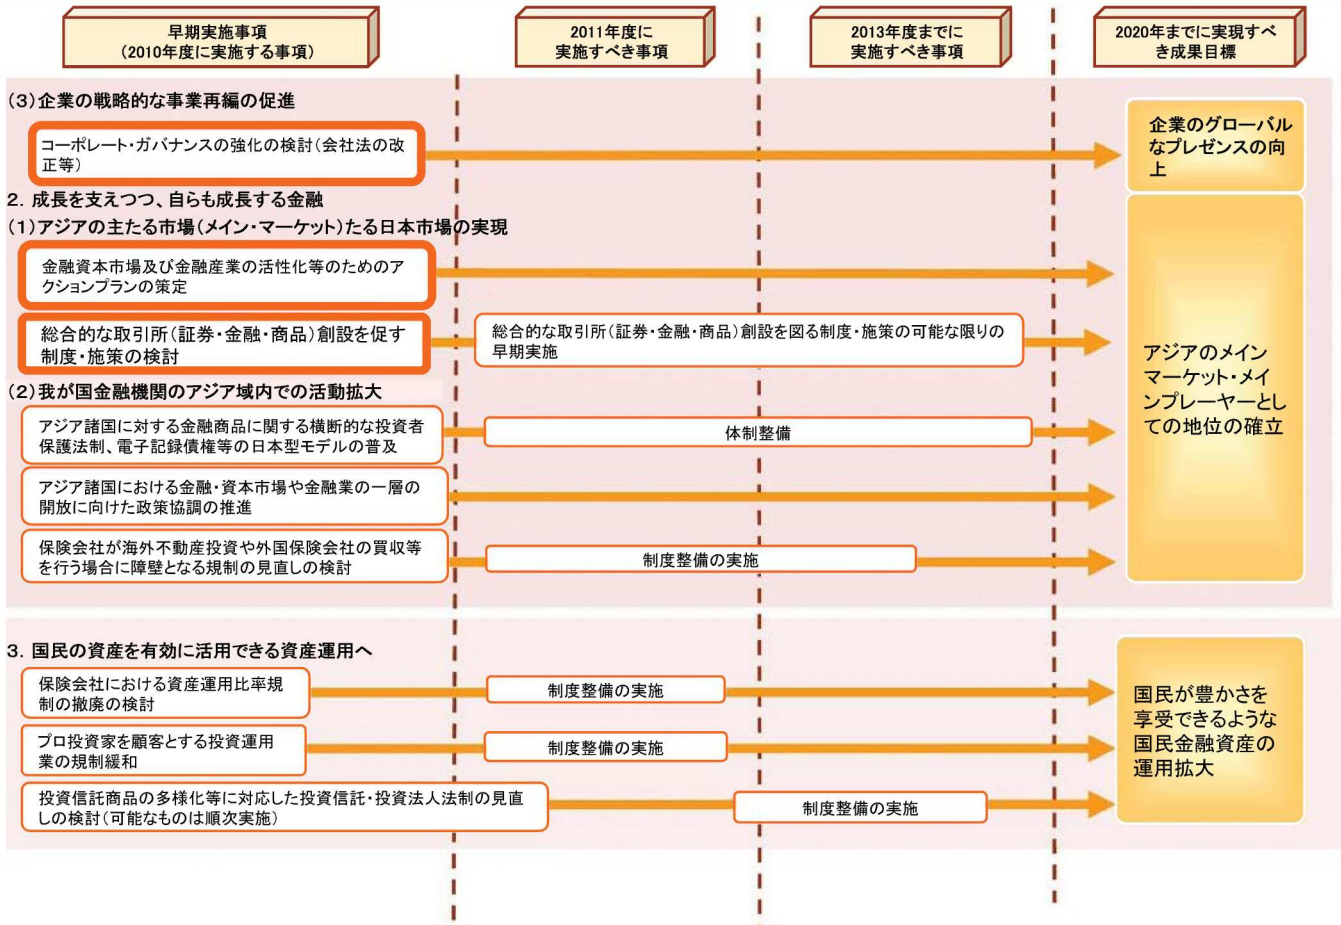 早期実施事項
(2010年度に実施する事項)
2011年度に
実施すべき事項
2013年度までに
実施すべき事項
2020年までに実現すべ
き成果目標
(3)企業の戦略的な事業再編の促進
コーポレート・ガバナンスの強化の検討(会社法の改
正等)
企業のグローバル
なプレゼンスの向
上
2. 成長を支えつつ、自らも成長する金融
(1)アジアの主たる市場(メイン・マーケット)たる日本市場の実現
金融資本市場及び金融産業の活性化等のためのア
クションプランの策定
総合的な取引所(証券・金融・商品)創設を促す
制度・施策の検討
総合的な取引所(証券・金融・商品)創設を図る制度・施策の可能な限りの
早期実施
(2)我が国金融機関のアジア域内での活動拡大
アジア諸国に対する金融商品に関する横断的な投資者
保護法制、電子記録債権等の日本型モデルの普及
体制整備
アジア諸国における金融・資本市場や金融業の一層の
開放に向けた政策協調の推進
保険会社が海外不動産投資や外国保険会社の買収等
を行う場合に障壁となる規制の見直しの検討
制度整備の実施
アジアのメイン
マーケット・メイ
ンプレーヤーとし
ての地位の確立
3. 国民の資産を有効に活用できる資産運用へ
保険会社における資産運用比率規
制の撤廃の検討
制度整備の実施
プロ投資家を顧客とする投資運用
業の規制緩和
制度整備の実施
投資信託商品の多様化等に対応した投資信託・投資法人法制の見直
しの検討(可能なものは順次実施)
制度整備の実施
国民が豊かさを
享受できるような
国民金融資産の
運用拡大